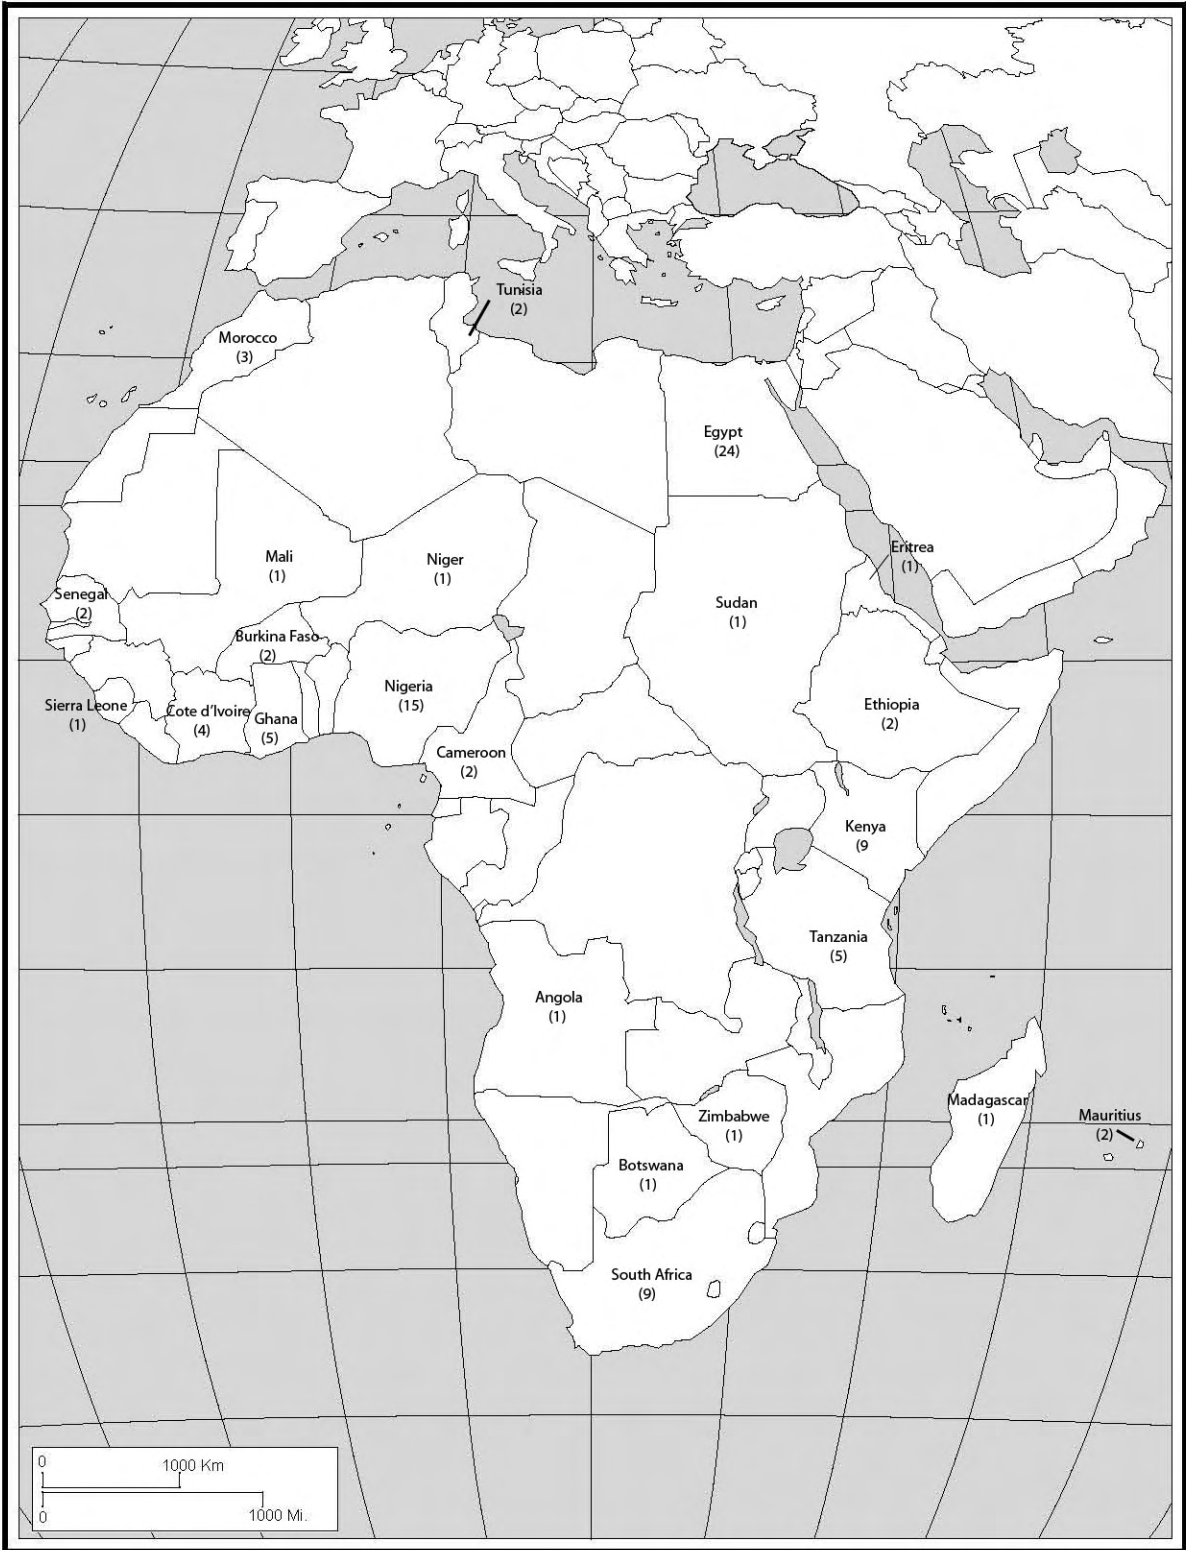 Tunisia
(2)
Morocco
(3)
Egypt
(24)
Eritrea
(1)
Mali
(1)
Niger
(1)
Senegal
(2)
Sudan
(1)
Burkina Faso
(2)
Nigeria
(15)
Sierra Leone
(1)
Cote d'Ivoire
(4)
Ghana
(5)
Ethiopia
(2)
Cameroon
(2)
Kenya
(9
Tanzania
(5)
Angola
(1)
Madagascar
(1)
Mauritius
(2)
Zimbabwe
(1)
Botswana
(1)
South Africa
(9)
0 1000 Km
0 1000 Mi.